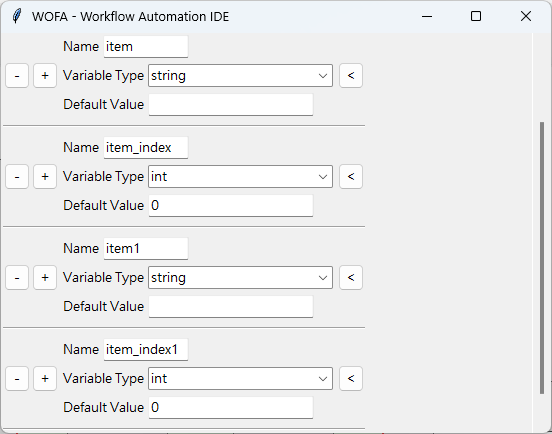 WOFA - Workflow Automation IDE
Name item
- + Variable Type string <
Default Value
Name item_index
- + Variable Type int <
Default Value 0
Name item1
- + Variable Type string <
Default Value
Name item_index1
- + Variable Type int <
Default Value 0